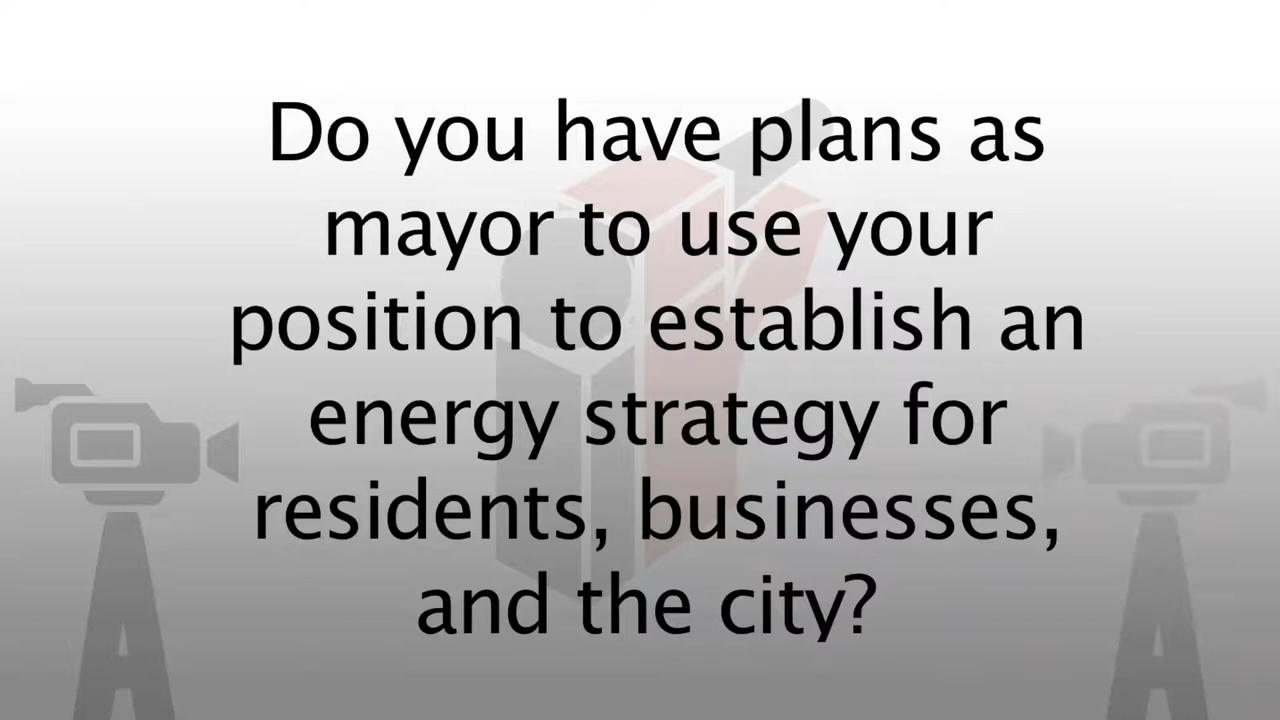 Do you have plans as
mayor to use your
position to establish an
energy strategy for
residents, businesses,
and the city?